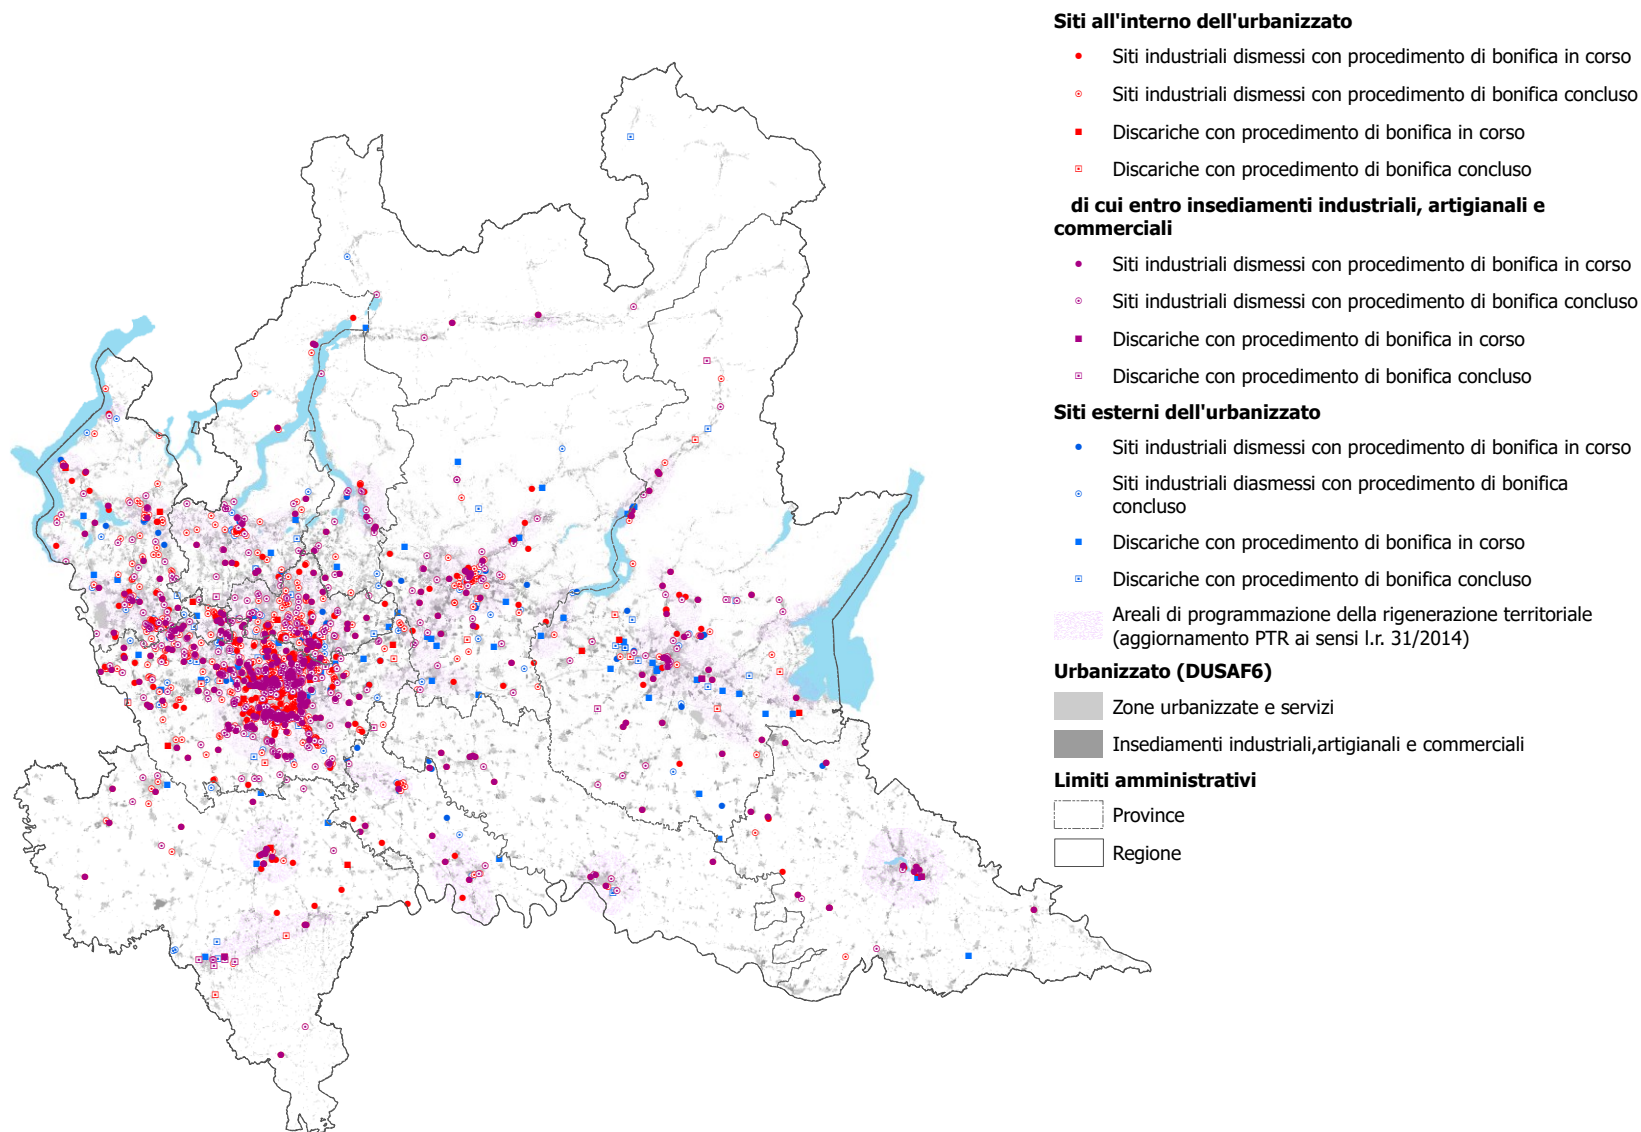 Siti all'interno dell'urbanizzato
Siti industriali dismessi con procedimento di bonifica in corso
Siti industriali dismessi con procedimento di bonifica concluso
Discariche con procedimento di bonifica in corso
Discariche con procedimento di bonifica concluso
di cui entro insediamenti industriali, artigianali e
commerciali
Siti industriali dismessi con procedimento di bonifica in corso
Siti industriali dismessi con procedimento di bonifica concluso
Discariche con procedimento di bonifica in corso
Discariche con procedimento di bonifica concluso
Siti esterni dell'urbanizzato
Siti industriali dismessi con procedimento di bonifica in corso
Siti industriali diasmessi con procedimento di bonifica
concluso
Discariche con procedimento di bonifica in corso
Discariche con procedimento di bonifica concluso
Areali di programmazione della rigenerazione territoriale
(aggiornamento PTR ai sensi l.r. 31/2014)
Urbanizzato (DUSAF6)
Zone urbanizzate e servizi
Insediamenti industriali,artigianali e commerciali
Limiti amministrativi
Province
Regione